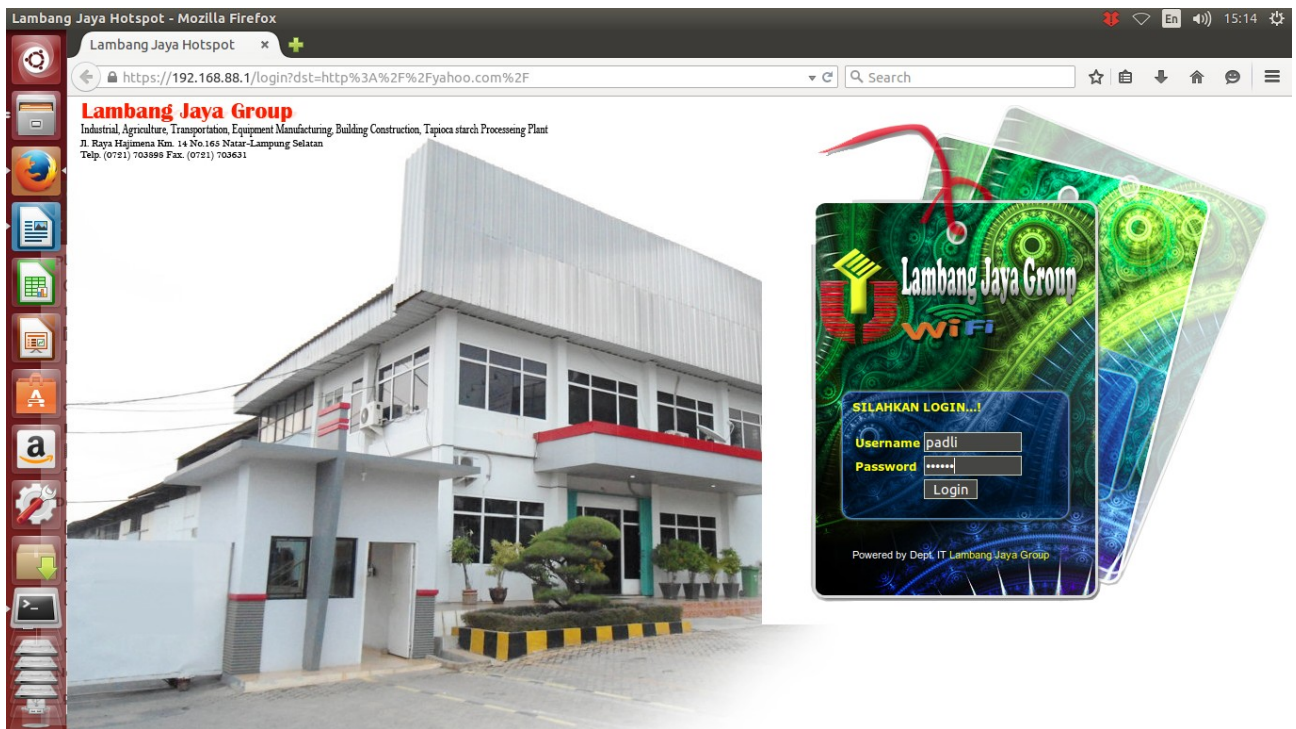 Lambang Jaya Hotspot - Mozilla Firefox
En
15:14
Lambang Jaya Hotspot
https://192.168.88.1/login?dst=http%3A%2F%2Fyahoo.com%2F
Search
Lambang Jaya Group
Industrial, Agriculture, Transportation, Equipment Manufacturing, Building Construction, Tapioca starch Processeing Plant
Jl. Raya Hajimena Km. 14 No.165 Natar-Lampung Selatan
Telp. (0721) 703898 Fax. (0721) 703631
Lambang Jaya Group
WiFi
SILAHKAN LOGIN...!
Username padli
Password ••••••
Login
Powered by Dept. IT Lambang Jaya Group